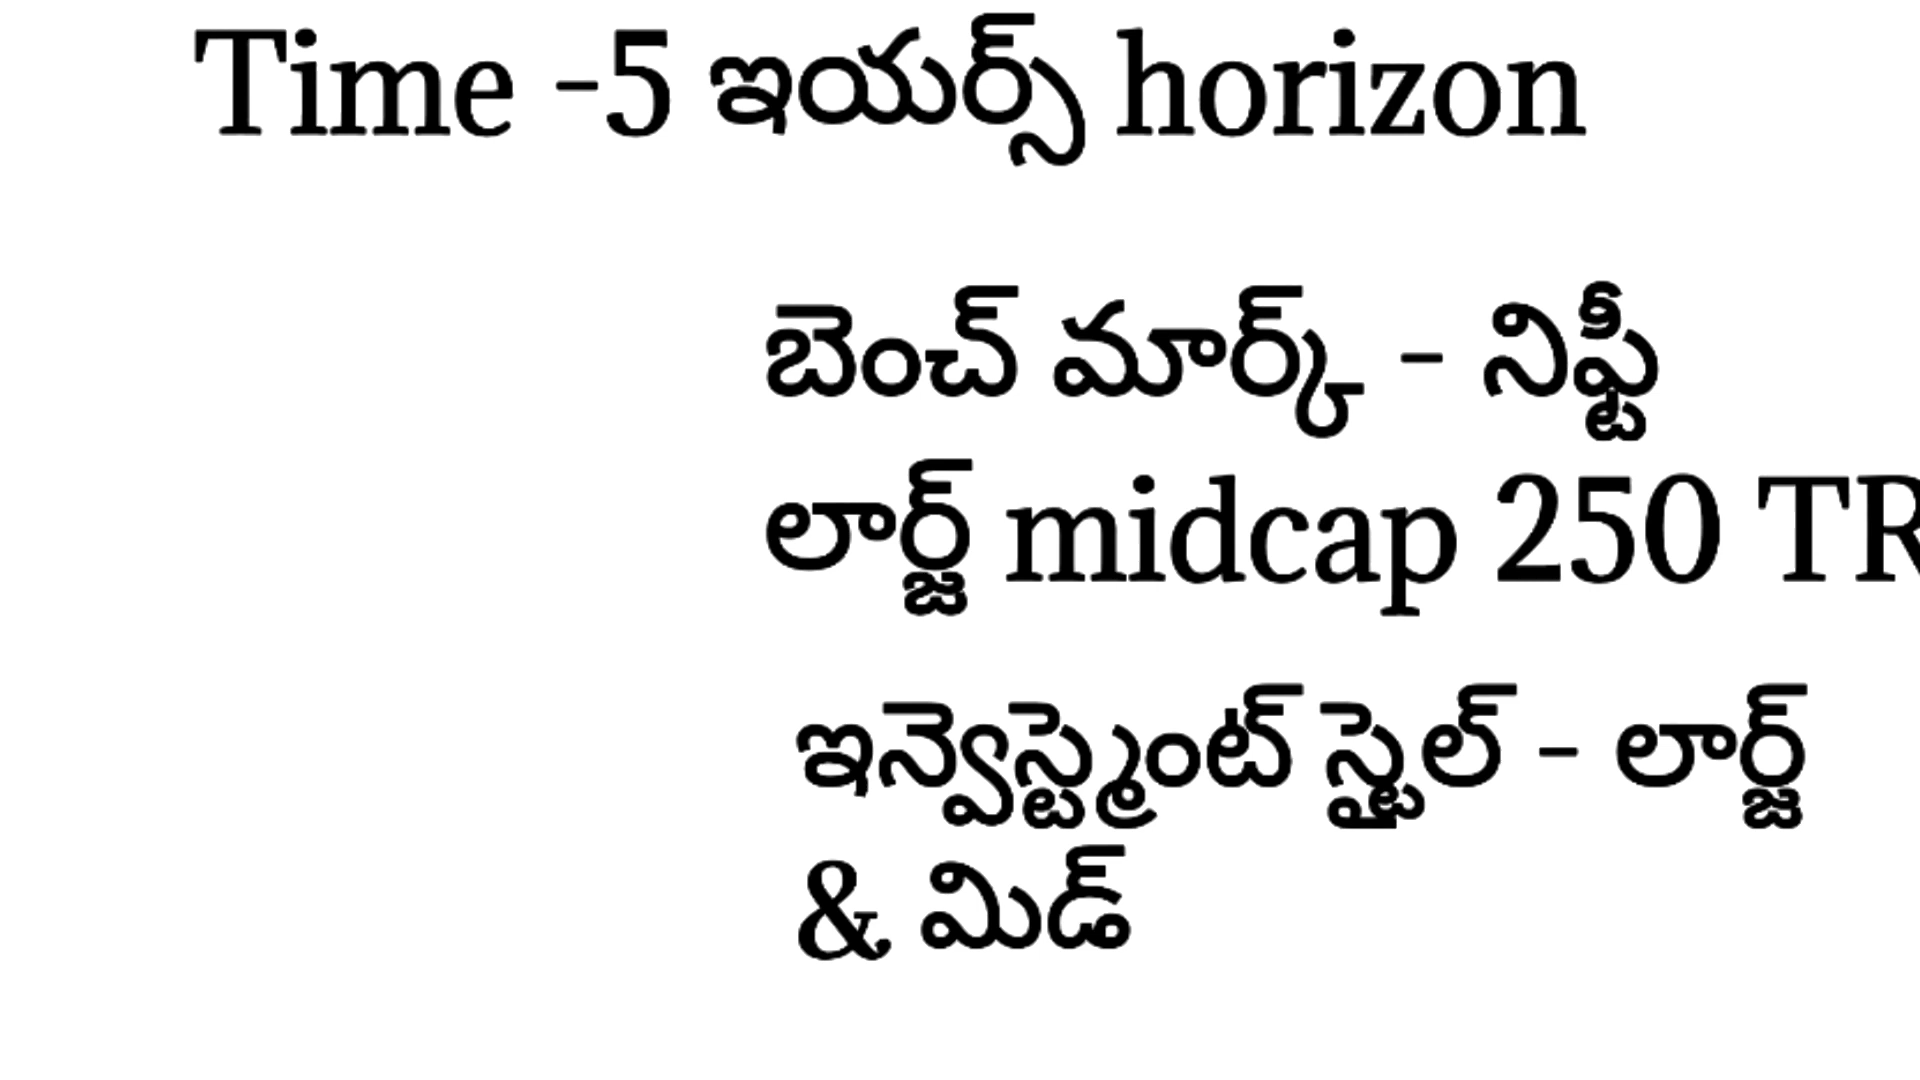 Time -5 ఇయర్స్ horizon
బెంచ్ మార్క్ - నిఫ్టీ
లార్జ్ midcap 250 TR
ఇన్వెస్ట్మెంట్ స్టైల్ - లార్జ్
& మిడ్